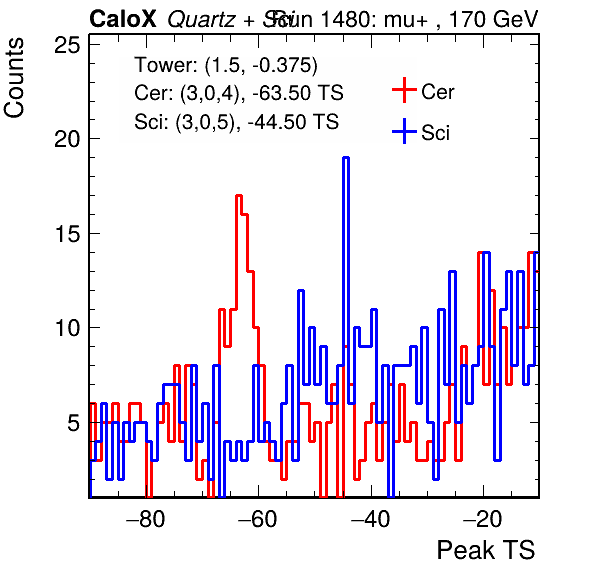 CaloX Quartz + Sci Run 1480: mu+ , 170 GeV
Counts
25
Tower: (1.5, -0.375)
Cer: (3,0,4), -63.50 TS
Sci: (3,0,5), -44.50 TS
Cer
Sci
20
15
10
5
−80 −60 −40 −20
Peak TS